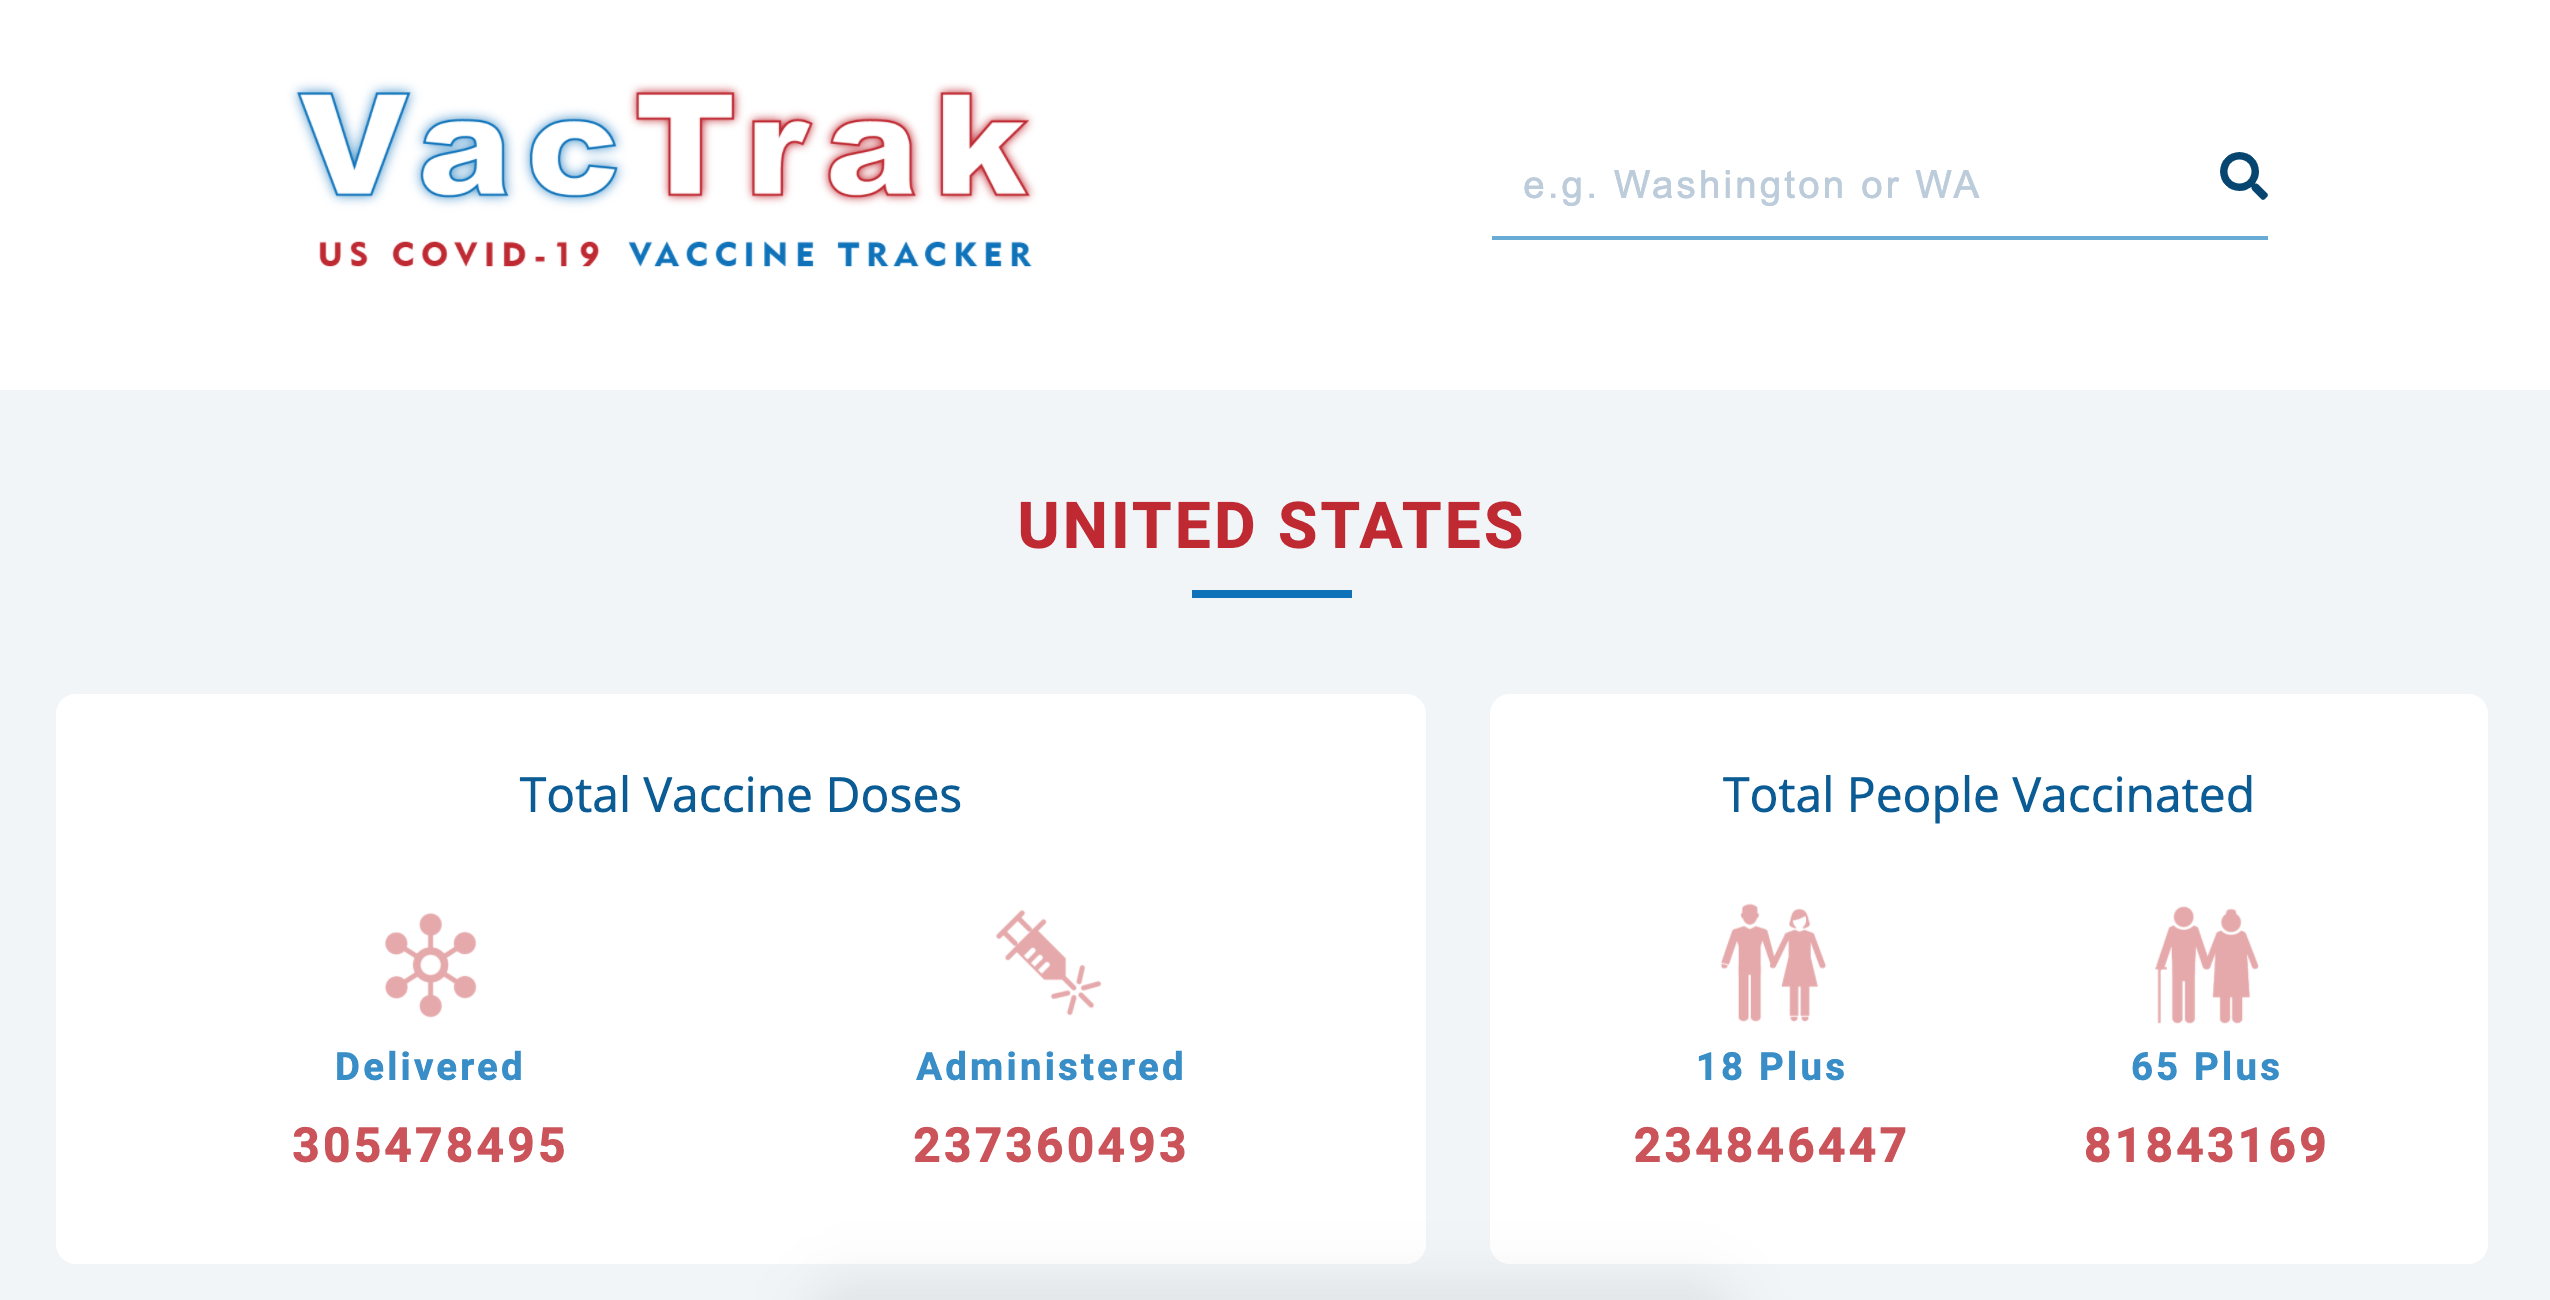 VacTrak
US COVID-19 VACCINE TRACKER
e.g. Washington or WA
UNITED STATES
Total Vaccine Doses
Delivered
305478495
Administered
237360493
Total People Vaccinated
18 Plus
234846447
65 Plus
81843169